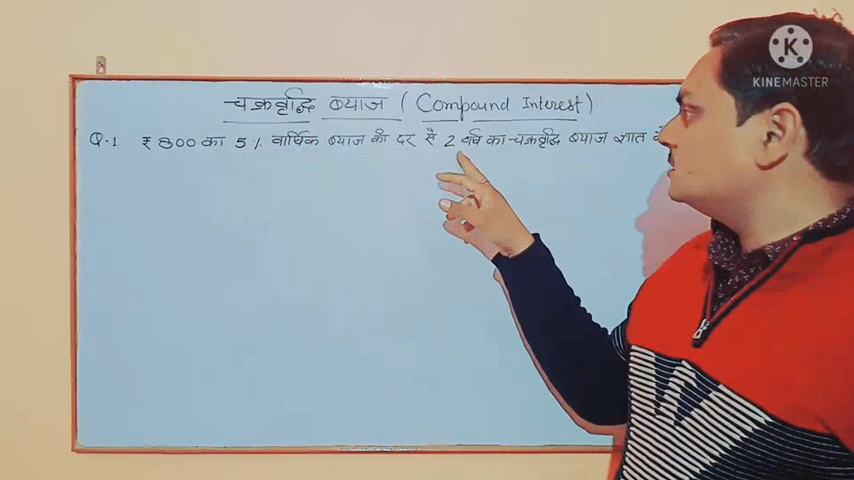 चक्रवृद्धि ब्याज (Compound Interest)
Q.1 ₹ 800 का 5% वार्षिक ब्याज की दर से 2 वर्ष का चक्रवृद्धि ब्याज ज्ञात
K
KINEMASTER